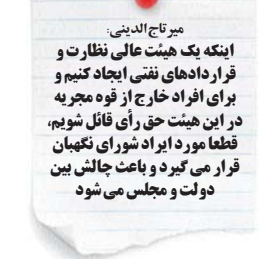 میرتاج‌الدینی:
اینکه یک هیئت عالی نظارت و
قراردادهای نفتی ایجاد کنیم و
برای افراد خارج از قوه مجریه
در این هیئت حق رأی قائل شویم،
قطعا مورد ایراد شورای نگهبان
قرار می‌گیرد و باعث چالش بین
دولت و مجلس می‌شود